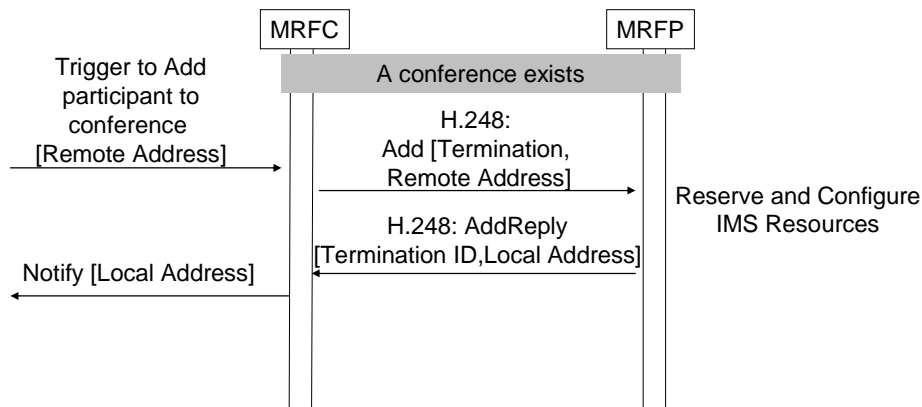 MRFC
MRFP
A conference exists
Trigger to Add
participant to
conference
[Remote Address]
H.248:
Add [Termination,
Remote Address]
Reserve and Configure
IMS Resources
H.248: AddReply
[Termination ID,Local Address]
Notify [Local Address]